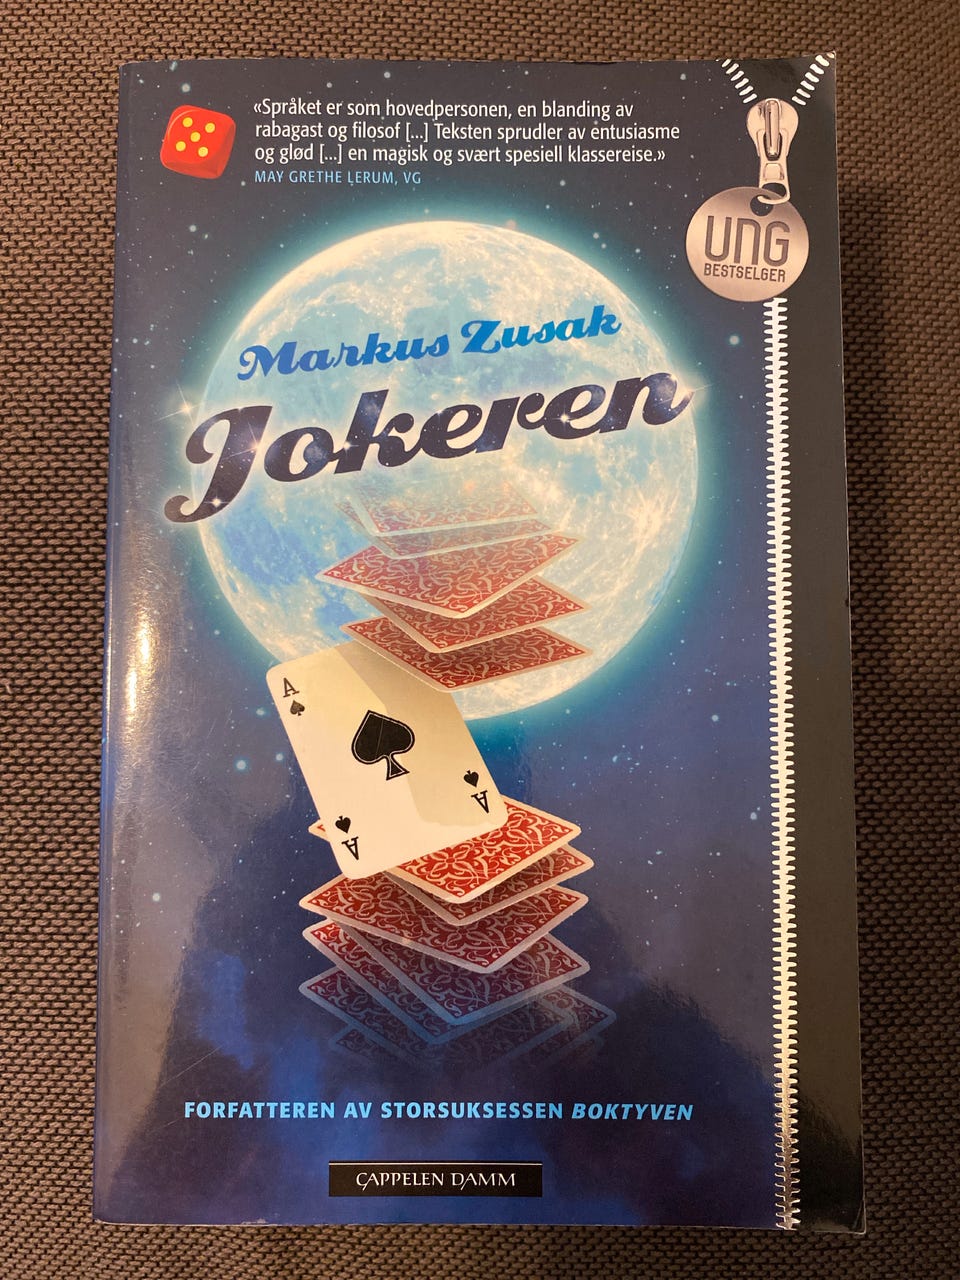 «Språket er som hovedpersonen, en blanding av
rabagast og filosof [...] Teksten sprudler av entusiasme
og glød [...] en magisk og svært spesiell klassereise.»
MAY GRETHE LERUM, VG
UNG
BESTSELGER
Markus Zusak
Jokeren
A
A
A
FORFATTEREN AV STORSUKSESSEN BOKTYVEN
CAPPELEN DAMM